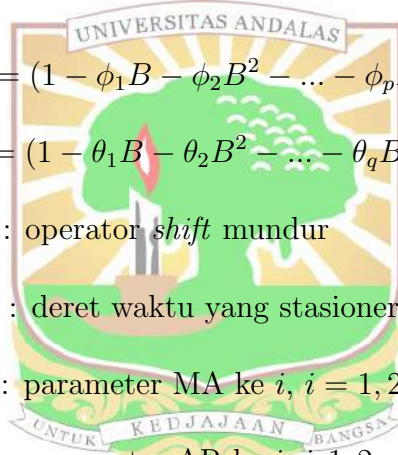 UNIVERSITAS ANDALAS
= (1 − ϕ₁B − ϕ₂B² − ... − ϕₚ
= (1 − θ₁B − θ₂B² − ... − θ_qB
: operator shift mundur
: deret waktu yang stasioner
: parameter MA ke i, i = 1, 2
UNTUK KEDJAJAAN BANGSA